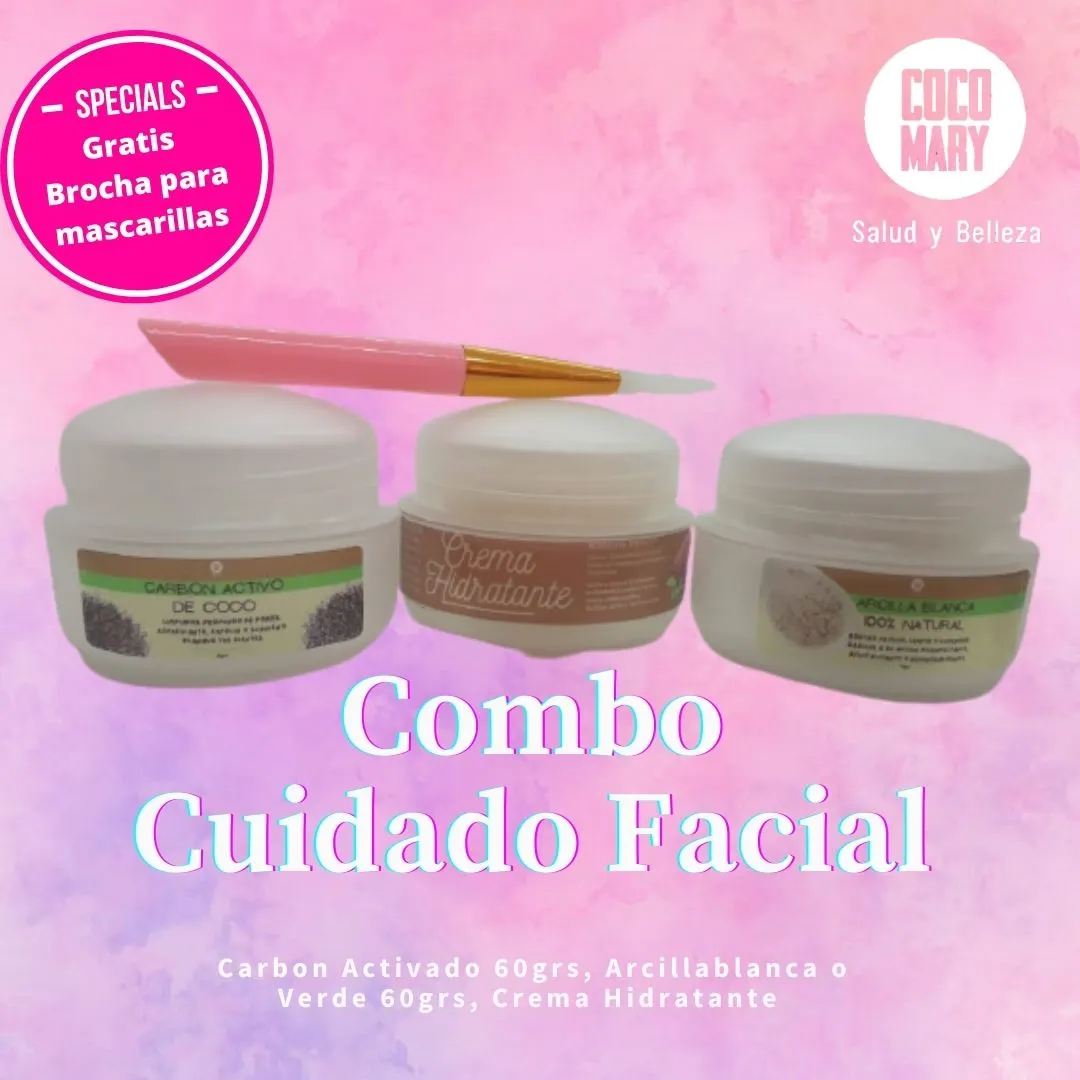 SPECIALS
Gratis
Brocha para
mascarillas
COCO
MARY
Salud y Belleza
CARBON ACTIVO
DE COCO
Crema
Hidratante
ARCILLA BLANCA
100% NATURAL
Combo
Cuidado Facial
Carbon Activado 60grs, Arcillablanca o
Verde 60grs, Crema Hidratante